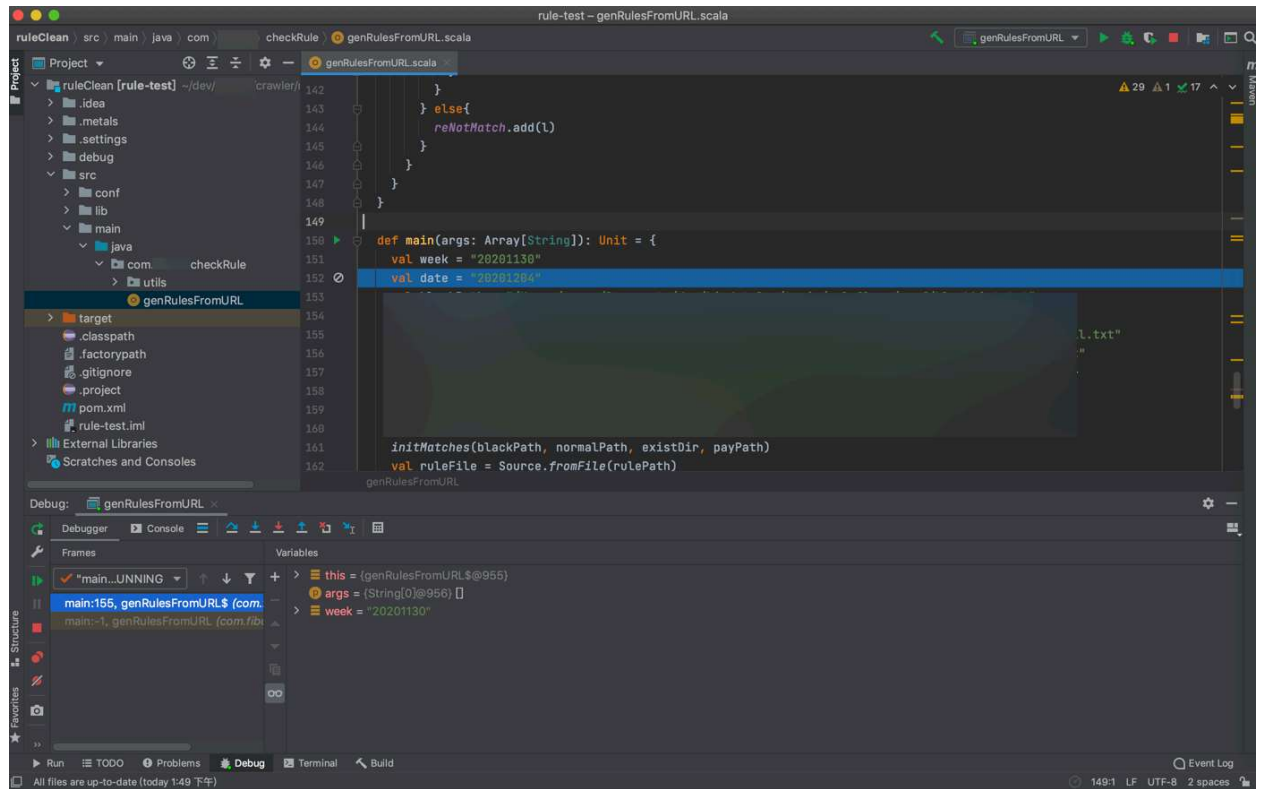 rule-test – genRulesFromURL.scala
ruleClean 〉 src 〉 main 〉 java 〉 com 〉 checkRule 〉 genRulesFromURL.scala
genRulesFromURL
Project
genRulesFromURL.scala
Project
Maven
ruleClean [rule-test] ~/dev/ crawler/
.idea
.metals
.settings
debug
src
conf
lib
main
java
com. checkRule
utils
genRulesFromURL
target
.classpath
.factorypath
.gitignore
.project
pom.xml
rule-test.iml
External Libraries
Scratches and Consoles
29 1 17
142 }
143 } else{
144 reNotMatch.add(l)
145 }
146 }
147 }
148 }
149
150 def main(args: Array[String]): Unit = {
151 val week = "20201130"
152 val date = "20201204"
153
154
155 l.txt"
156 "
157
158
159
160
161 initMatches(blackPath, normalPath, existDir, payPath)
162 val ruleFile = Source.fromFile(rulePath)
genRulesFromURL
Debug: genRulesFromURL
Debugger Console
Frames
Variables
"main...UNNING
main:155, genRulesFromURL$ (com.
main:-1, genRulesFromURL (com.fib
this = {genRulesFromURL$@955}
args = {String[0]@956} []
week = "20201130"
Structure
Favorites
Run TODO Problems Debug Terminal Build
Event Log
All files are up-to-date (today 1:49 下午)
149:1 LF UTF-8 2 spaces